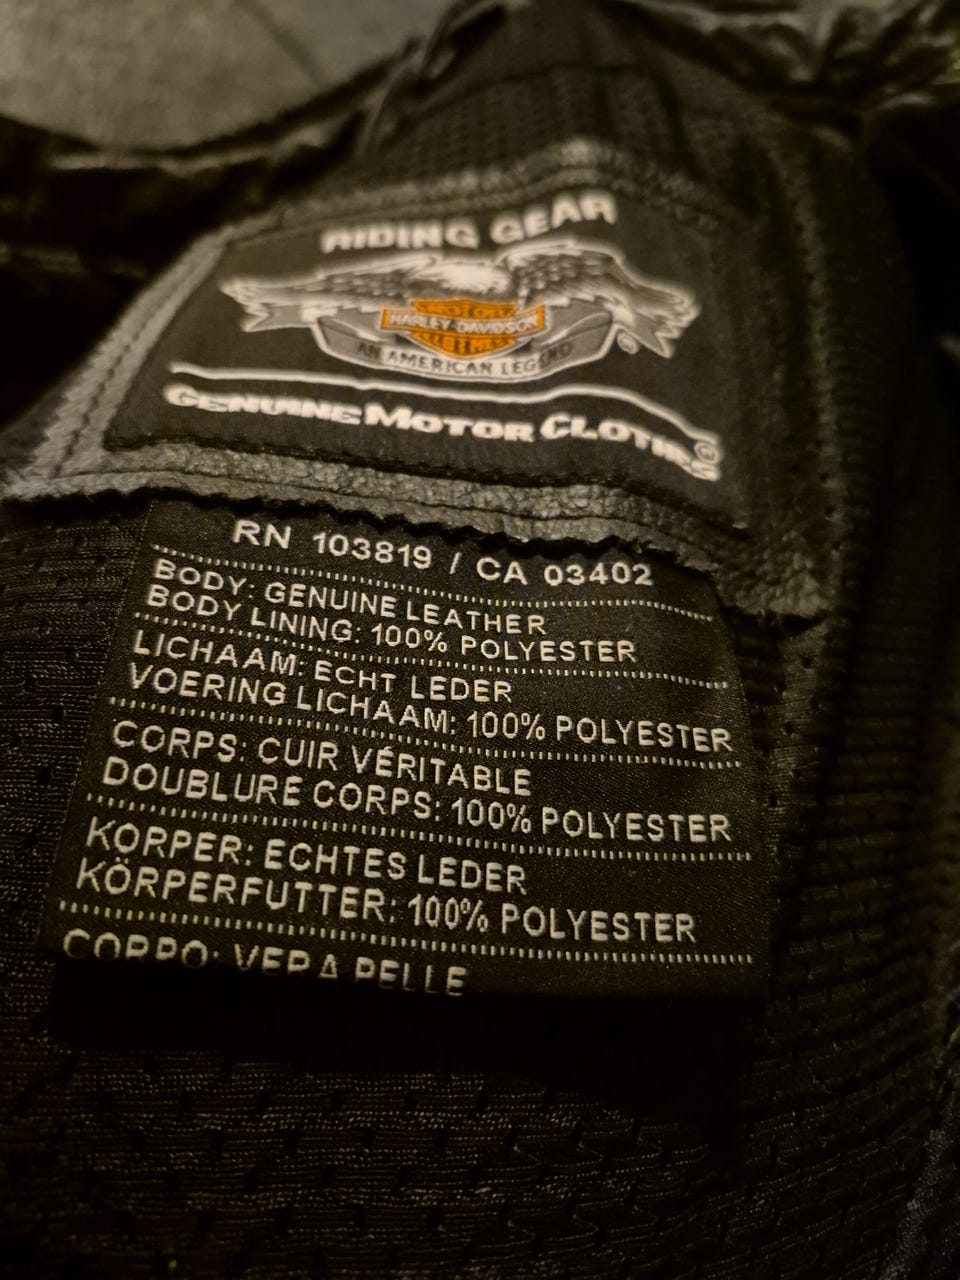 RIDING GEAR
HARLEY-DAVIDSON
AN AMERICAN LEGEND
®
GENUINE MOTOR CLOTHES
®
RN 103819 / CA 03402
BODY: GENUINE LEATHER
BODY LINING: 100% POLYESTER
LICHAAM: ECHT LEDER
VOERING LICHAAM: 100% POLYESTER
CORPS: CUIR VÉRITABLE
DOUBLURE CORPS: 100% POLYESTER
KÖRPER: ECHTES LEDER
KÖRPERFUTTER: 100% POLYESTER
CORPO: VERA PELLE